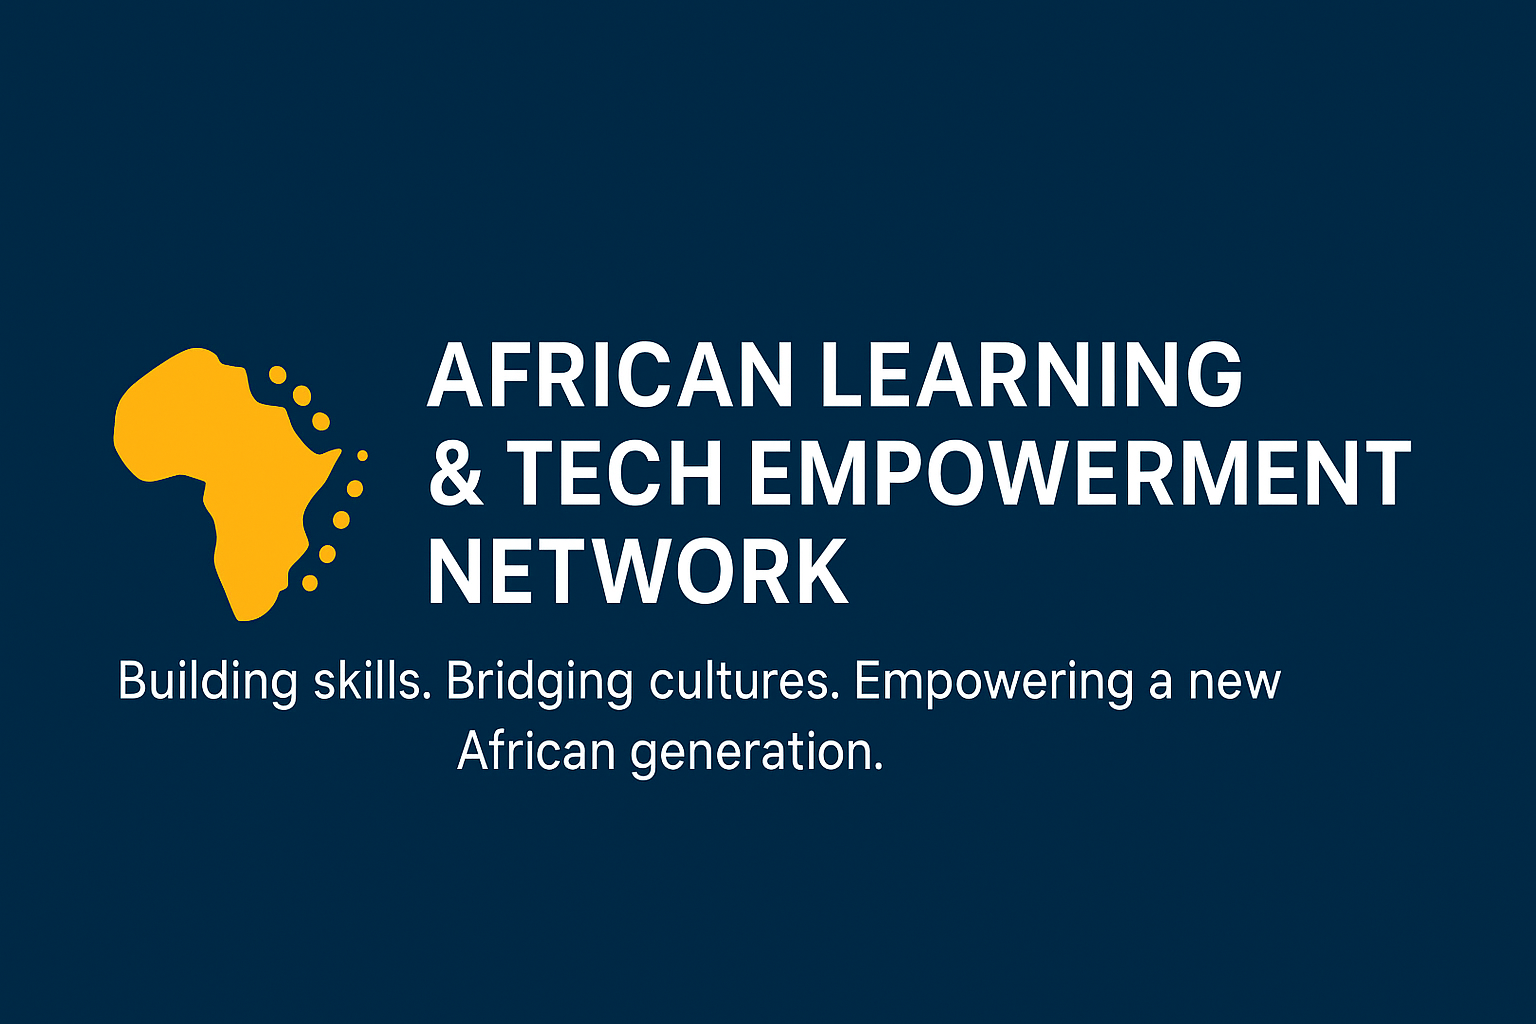 AFRICAN LEARNING
& TECH EMPOWERMENT
NETWORK
Building skills. Bridging cultures. Empowering a new
African generation.